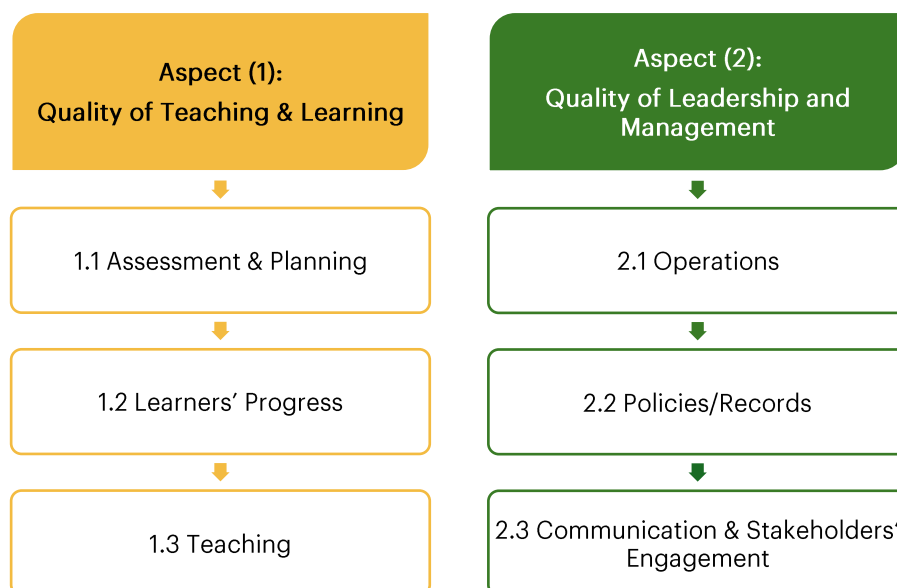 Aspect (1):
Quality of Teaching & Learning
1.1 Assessment & Planning
1.2 Learners’ Progress
1.3 Teaching
Aspect (2):
Quality of Leadership and
Management
2.1 Operations
2.2 Policies/Records
2.3 Communication & Stakeholders’
Engagement